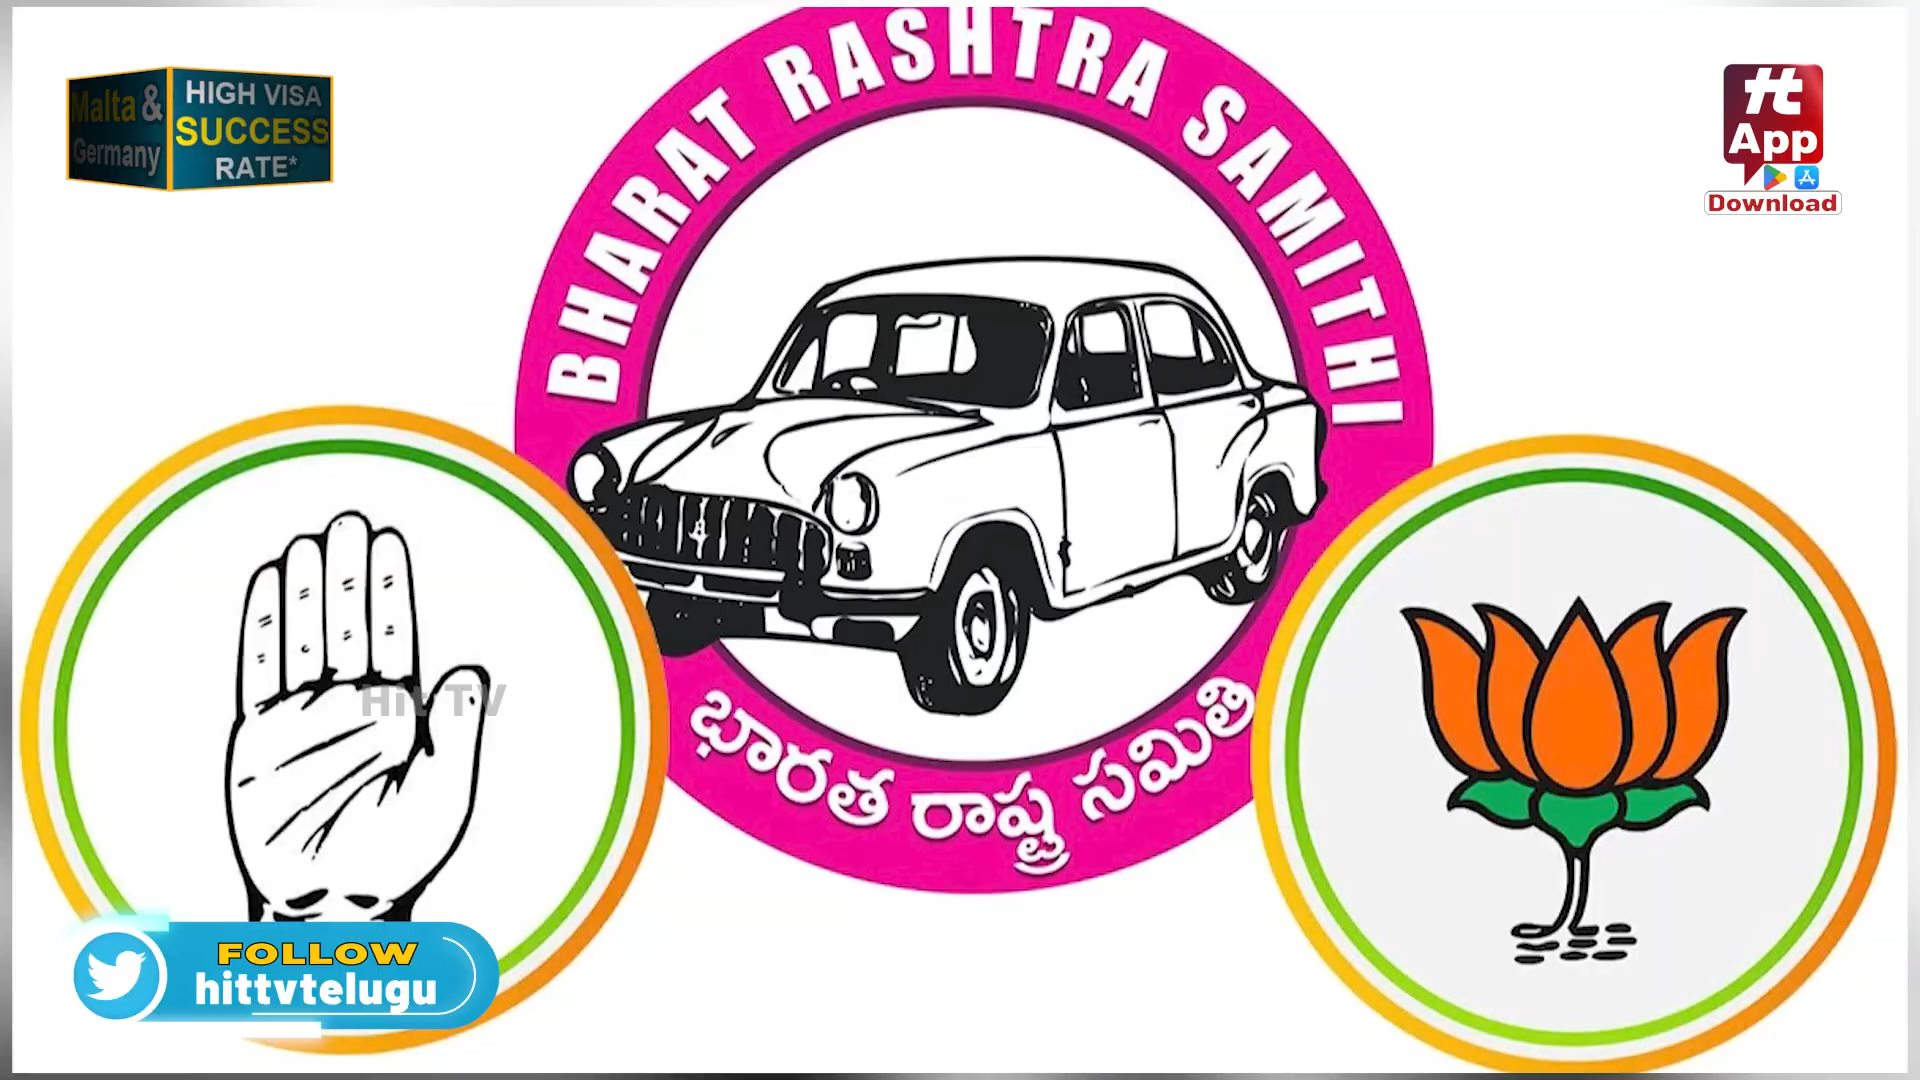 Malta &
Germany
HIGH VISA
SUCCESS
RATE*
BHARAT RASHTRA SAMITHI
భారత రాష్ట్ర సమితి
tt
App
Download
Hit TV
FOLLOW
hittvtelugu